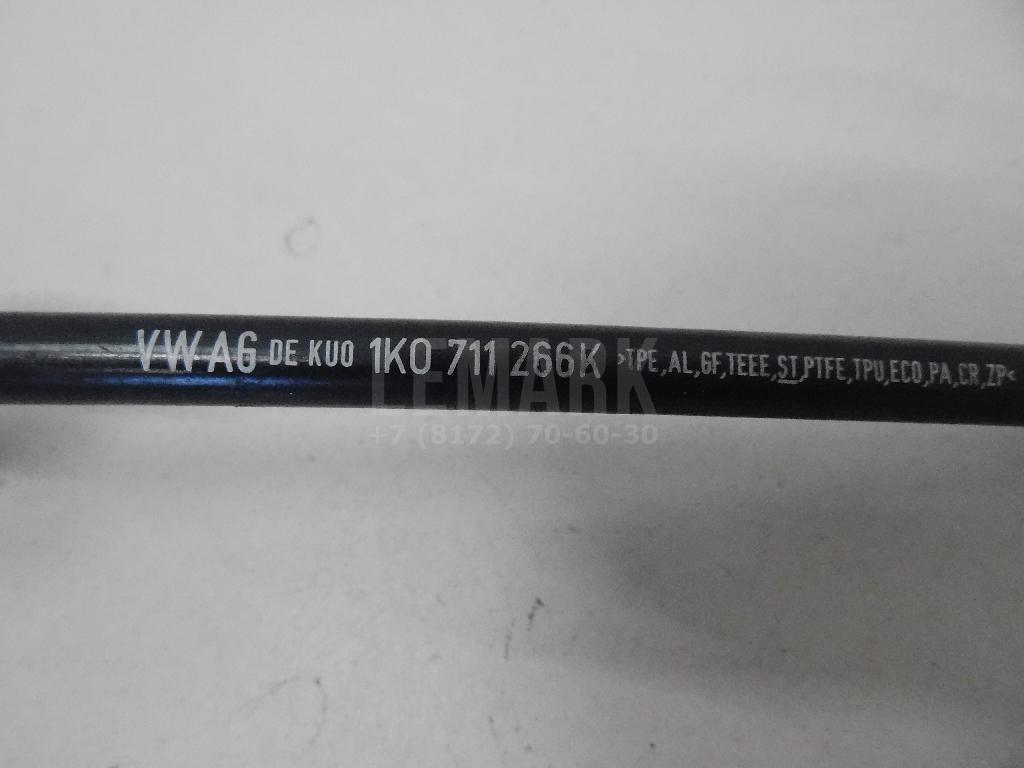 VW AG DE KUO 1K0 711 266K >TPE,AL,GF,TEEE,ST,PTFE,TPU,ECO,PA,CR,ZP<
LEMARK
+7 (8172) 70-60-30